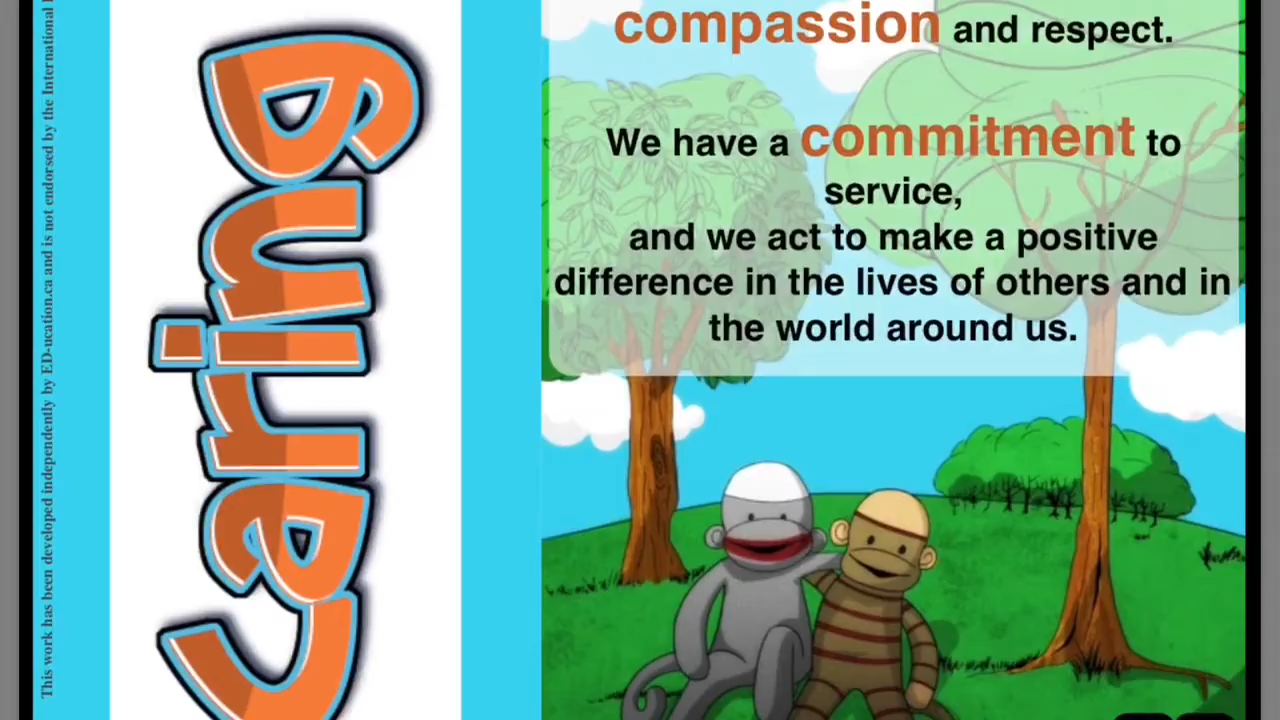 This work has been developed independently by ED-ucation.ca and is not endorsed by the International
Caring
compassion and respect.
We have a commitment to
service,
and we act to make a positive
difference in the lives of others and in
the world around us.